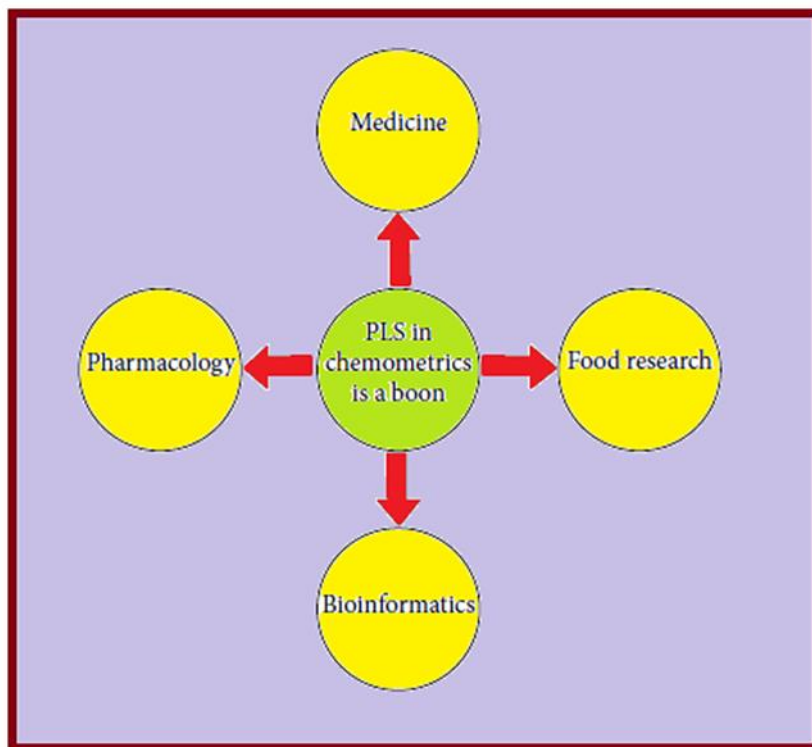 Medicine
Pharmacology
PLS in
chemometrics
is a boon
Food research
Bioinformatics